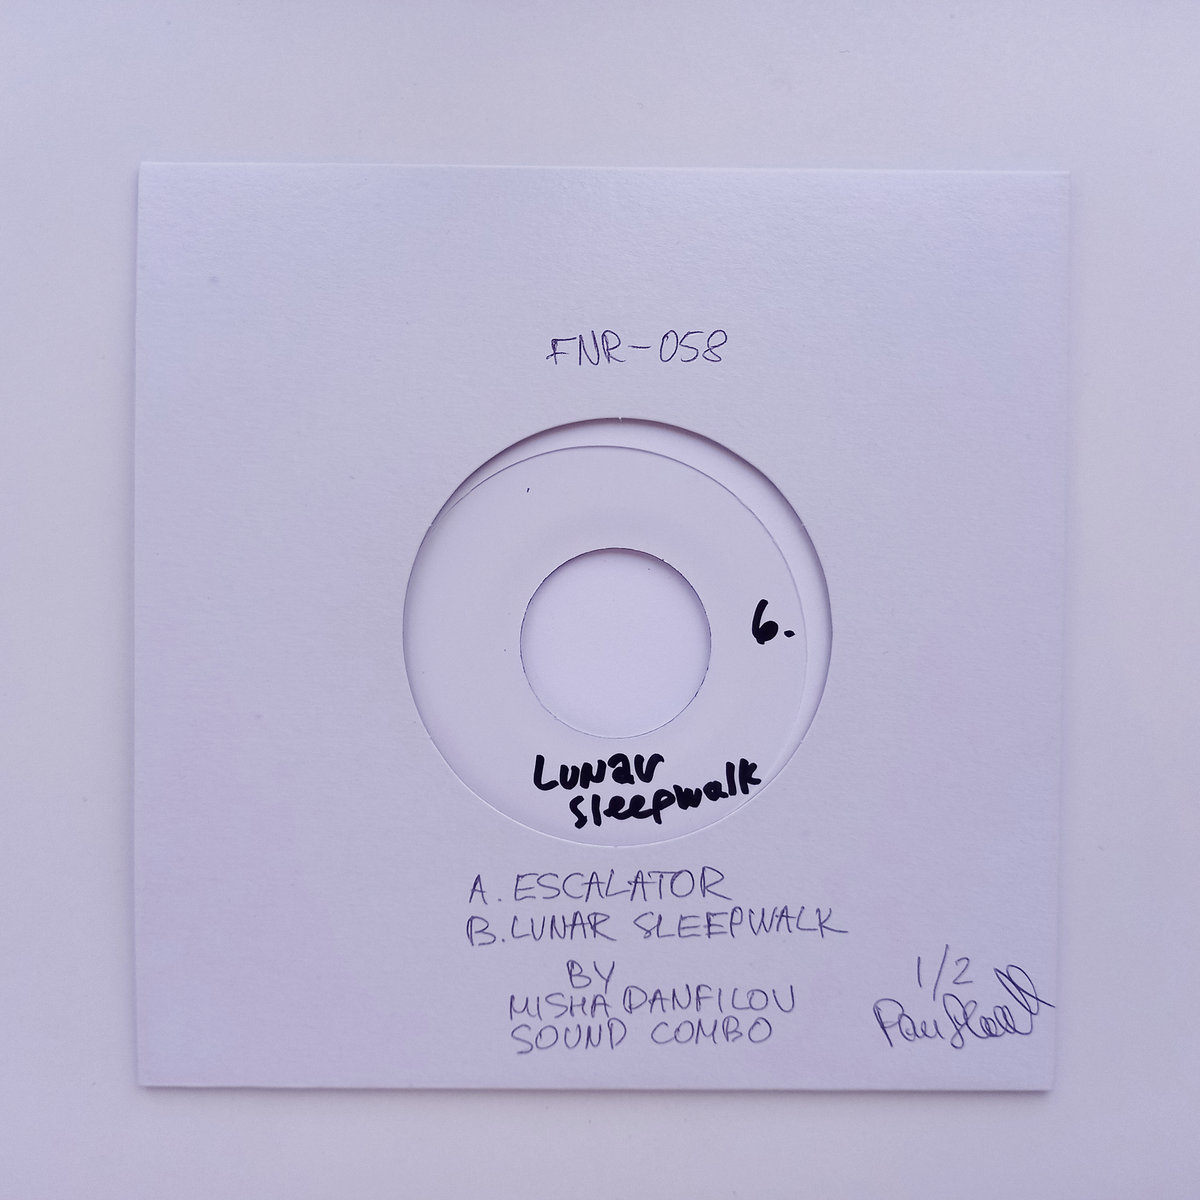 FNR-058
6.
Lunar
sleepwalk
A. ESCALATOR
B. LUNAR SLEEPWALK
BY
MISHA PANFILOV
SOUND COMBO
1/2